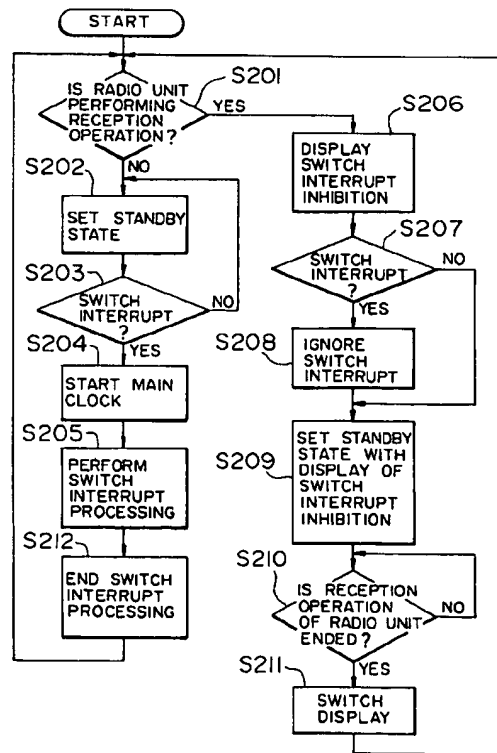 START
S201
IS RADIO UNIT
PERFORMING
RECEPTION
OPERATION?
YES
NO
S202
SET STANDBY
STATE
S203
SWITCH
INTERRUPT
?
NO
YES
S204
START MAIN
CLOCK
S205
PERFORM
SWITCH
INTERRUPT
PROCESSING
S212
END SWITCH
INTERRUPT
PROCESSING
S206
DISPLAY
SWITCH
INTERRUPT
INHIBITION
S207
SWITCH
INTERRUPT
?
NO
YES
S208
IGNORE
SWITCH
INTERRUPT
S209
SET STANDBY
STATE WITH
DISPLAY OF
SWITCH
INTERRUPT
INHIBITION
S210
IS RECEPTION
OPERATION
OF RADIO UNIT
ENDED?
NO
YES
S211
SWITCH
DISPLAY